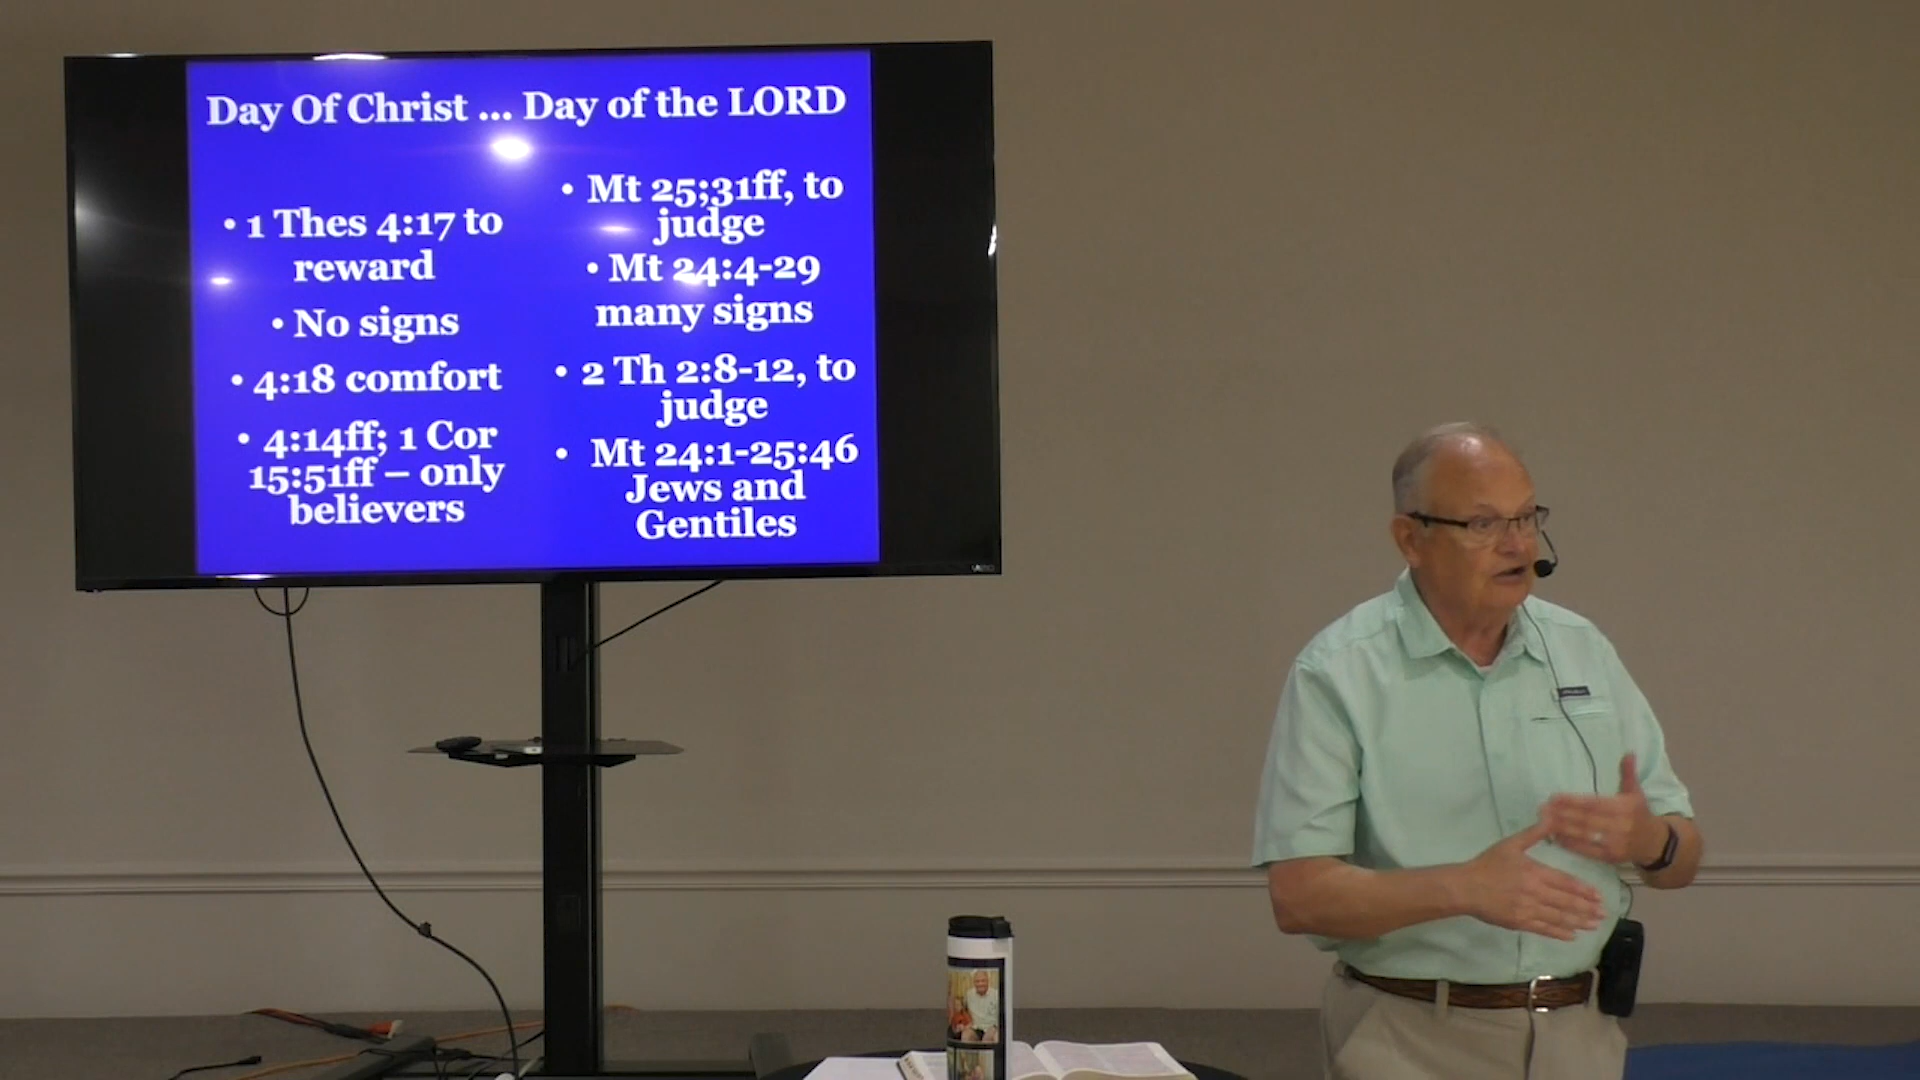 Day Of Christ ... Day of the LORD
• 1 Thes 4:17 to
reward
• No signs
• 4:18 comfort
• 4:14ff; 1 Cor
15:51ff – only
believers
• Mt 25;31ff, to
judge
• Mt 24:4-29
many signs
• 2 Th 2:8-12, to
judge
• Mt 24:1-25:46
Jews and
Gentiles
VIZIO